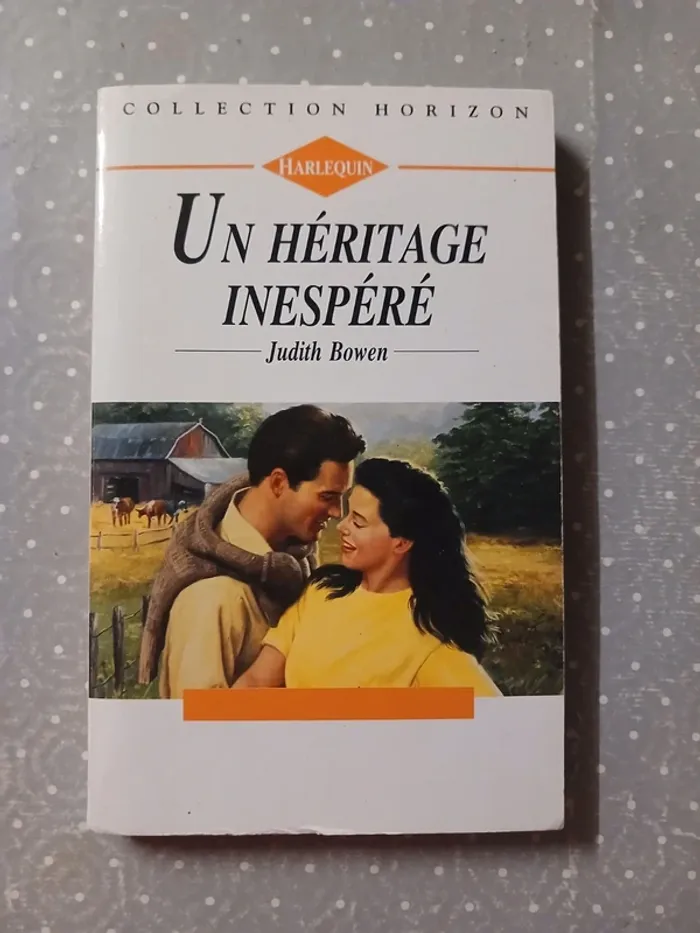 COLLECTION HORIZON
HARLEQUIN
UN HÉRITAGE
INESPÉRÉ
Judith Bowen